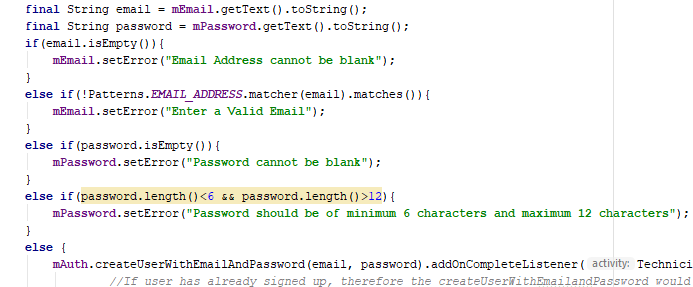 final String email = mEmail.getText().toString();
final String password = mPassword.getText().toString();
if(email.isEmpty()){
mEmail.setError("Email Address cannot be blank");
}
else if(!Patterns.EMAIL_ADDRESS.matcher(email).matches()){
mEmail.setError("Enter a Valid Email");
}
else if(password.isEmpty()){
mPassword.setError("Password cannot be blank");
}
else if(password.length()<6 && password.length()>12){
mPassword.setError("Password should be of minimum 6 characters and maximum 12 characters");
}
else {
mAuth.createUserWithEmailAndPassword(email, password).addOnCompleteListener( activity: Technici
//If user has already signed up, therefore the createUserWithEmailandPassword would